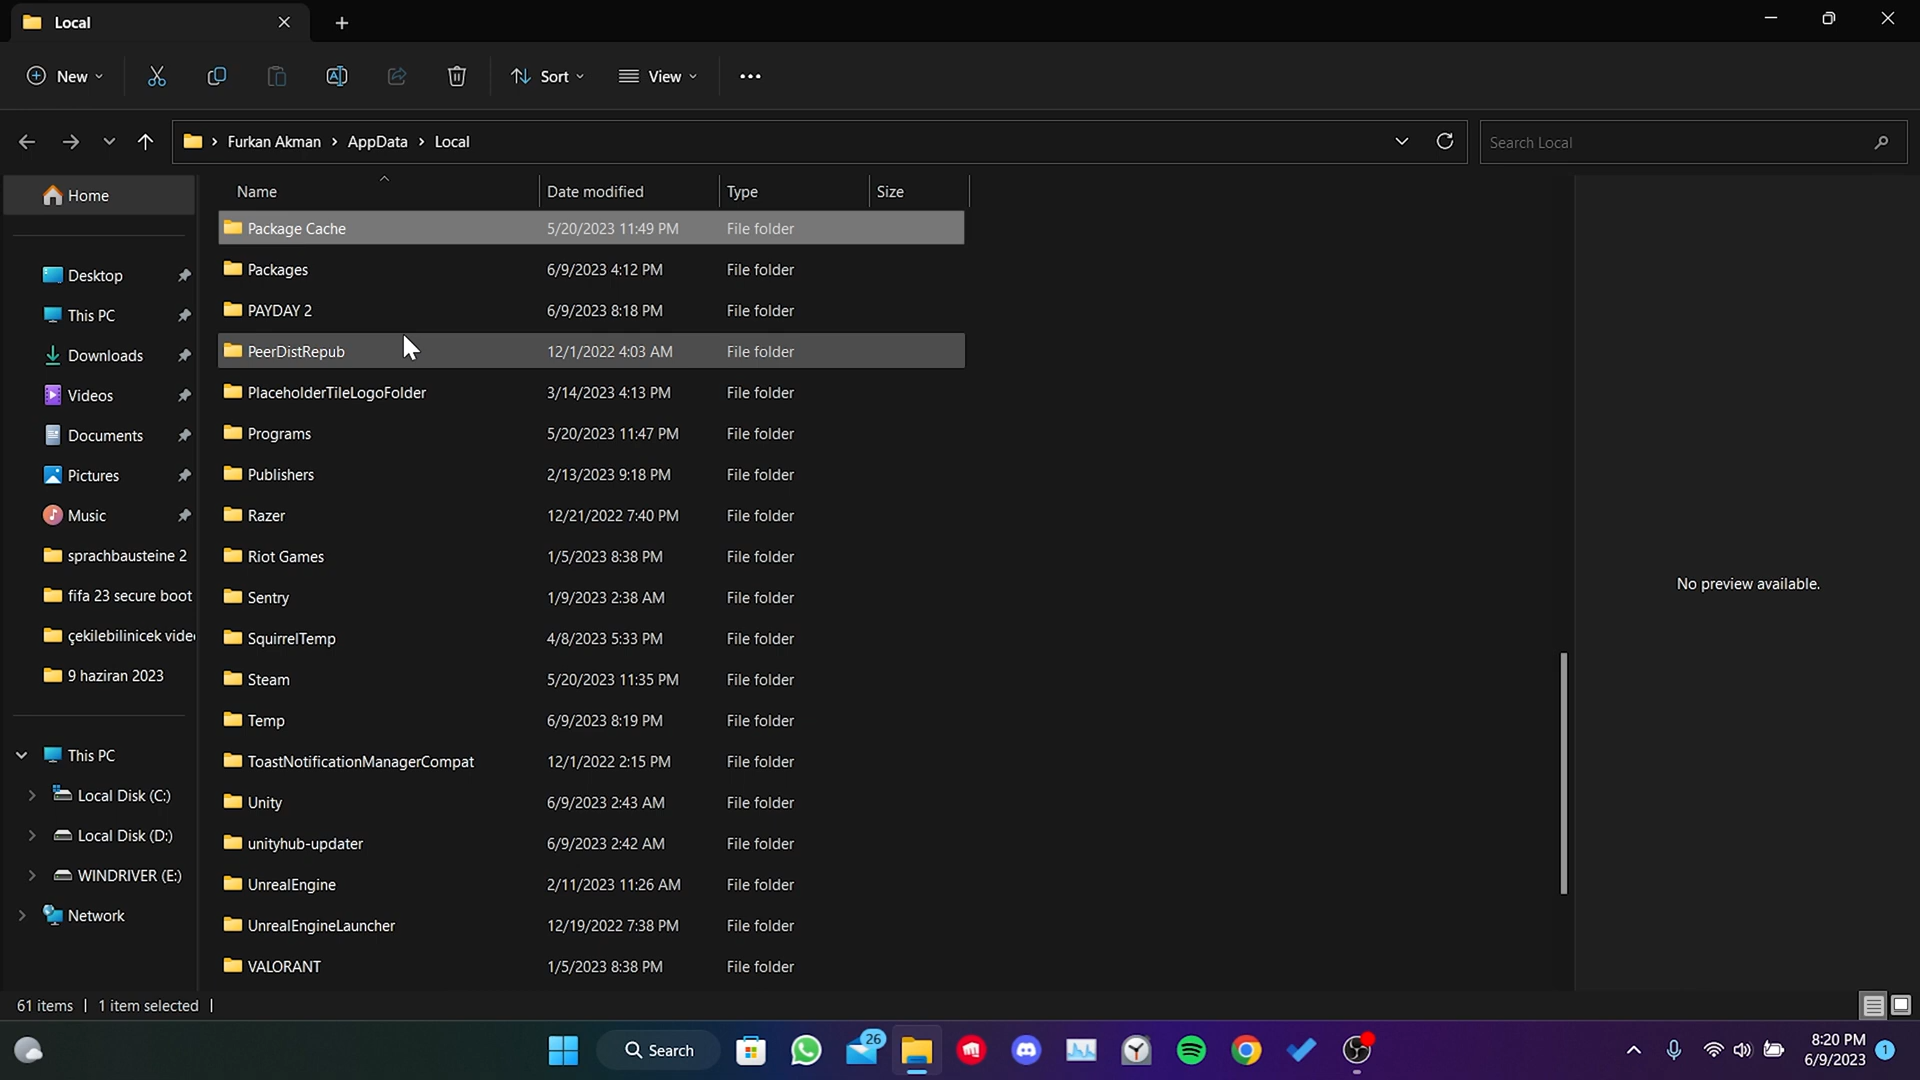 Local
New
Sort
View
Furkan Akman
AppData
Local
Search Local
Name
Date modified
Type
Size
Home
Desktop
This PC
Downloads
Videos
Documents
Pictures
Music
sprachbausteine 2
fifa 23 secure boot
çekilebilinicek vide
9 haziran 2023
This PC
Local Disk (C:)
Local Disk (D:)
WINDRIVER (E:)
Network
Package Cache 5/20/2023 11:49 PM File folder
Packages 6/9/2023 4:12 PM File folder
PAYDAY 2 6/9/2023 8:18 PM File folder
PeerDistRepub 12/1/2022 4:03 AM File folder
PlaceholderTileLogoFolder 3/14/2023 4:13 PM File folder
Programs 5/20/2023 11:47 PM File folder
Publishers 2/13/2023 9:18 PM File folder
Razer 12/21/2022 7:40 PM File folder
Riot Games 1/5/2023 8:38 PM File folder
Sentry 1/9/2023 2:38 AM File folder
SquirrelTemp 4/8/2023 5:33 PM File folder
Steam 5/20/2023 11:35 PM File folder
Temp 6/9/2023 8:19 PM File folder
ToastNotificationManagerCompat 12/1/2022 2:15 PM File folder
Unity 6/9/2023 2:43 AM File folder
unityhub-updater 6/9/2023 2:42 AM File folder
UnrealEngine 2/11/2023 11:26 AM File folder
UnrealEngineLauncher 12/19/2022 7:38 PM File folder
VALORANT 1/5/2023 8:38 PM File folder
No preview available.
61 items
1 item selected
Search
26
8:20 PM
6/9/2023
1